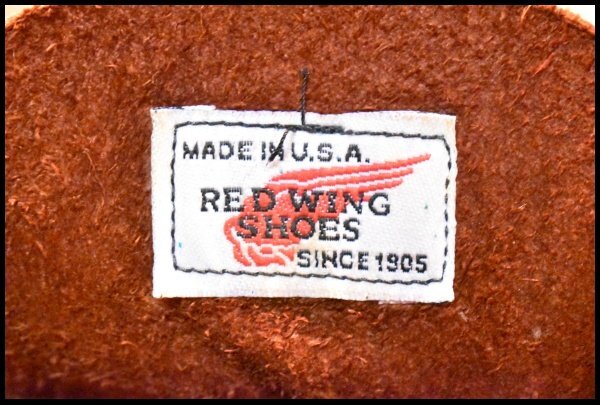 MADE IN U.S.A.
RED WING
SHOES
SINCE 1905